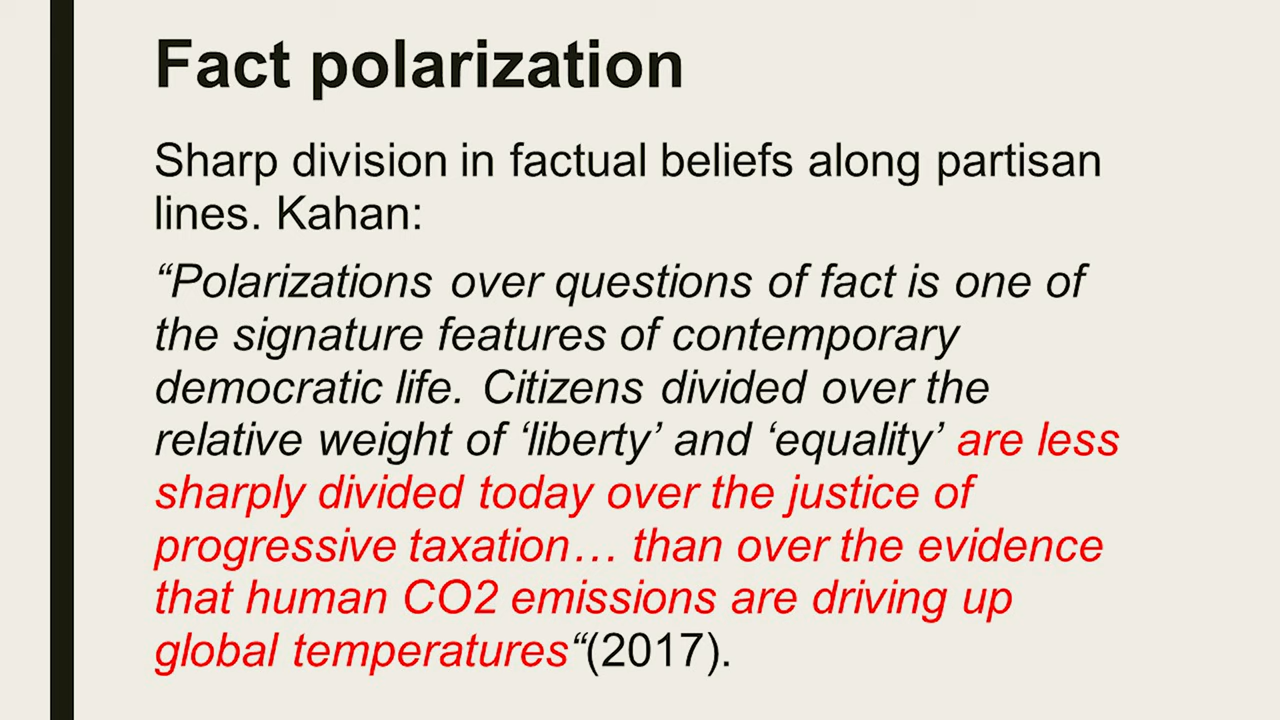 Fact polarization
Sharp division in factual beliefs along partisan
lines. Kahan:
“Polarizations over questions of fact is one of
the signature features of contemporary
democratic life. Citizens divided over the
relative weight of ‘liberty’ and ‘equality’ are less
sharply divided today over the justice of
progressive taxation… than over the evidence
that human CO2 emissions are driving up
global temperatures“(2017).